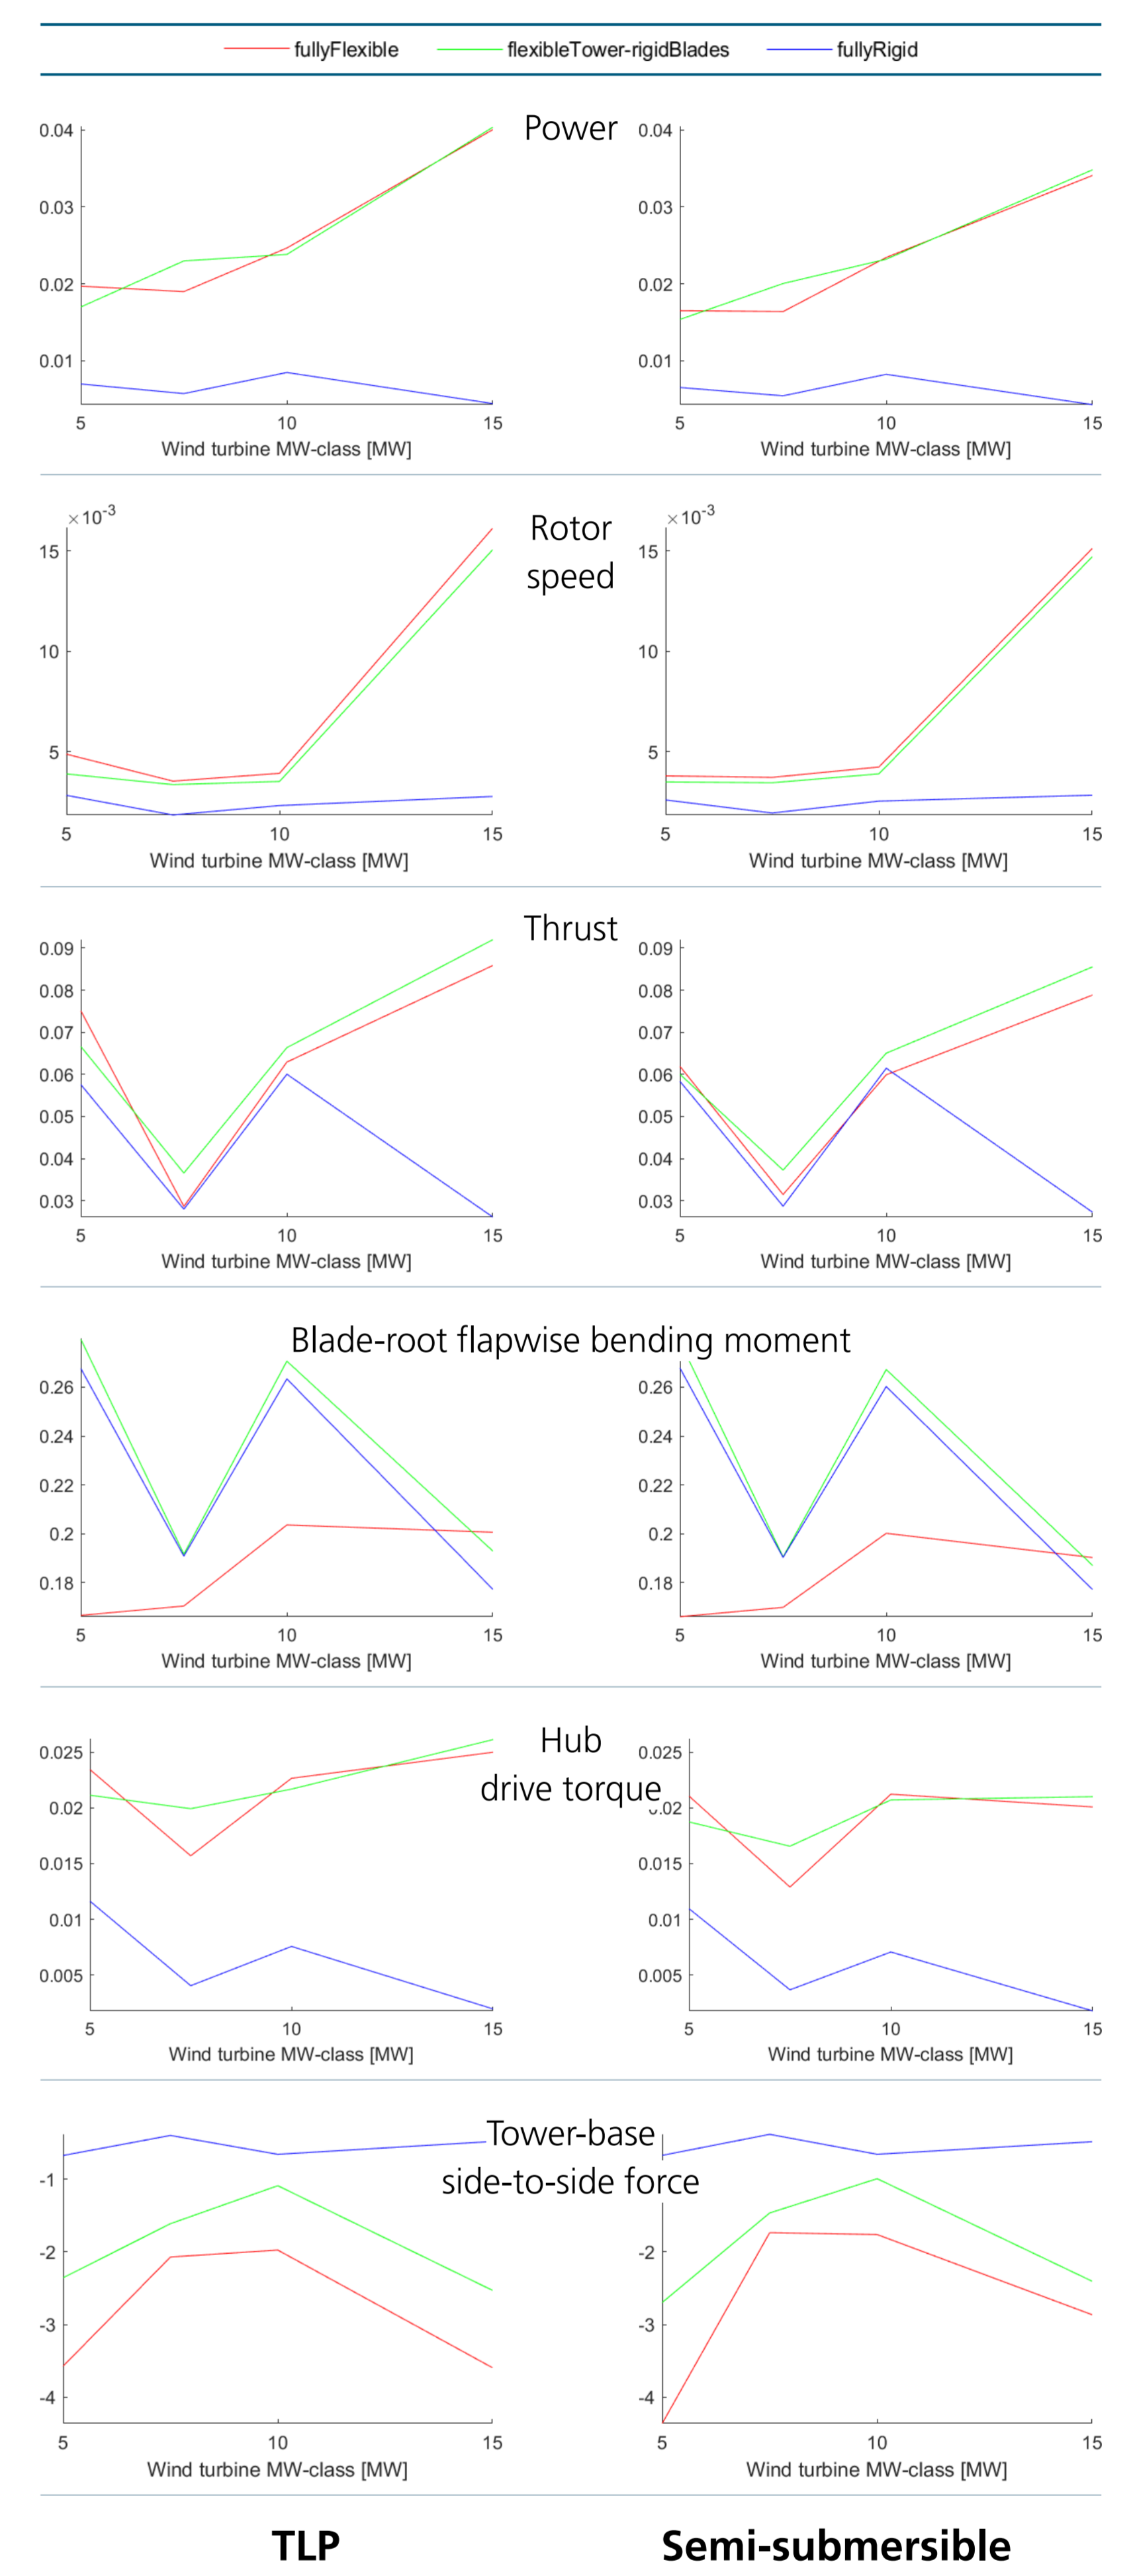 fullyFlexible flexibleTower-rigidBlades fullyRigid
Power
0.04 0.04
0.03 0.03
0.02 0.02
0.01 0.01
5 10 15 5 10 15
Wind turbine MW-class [MW] Wind turbine MW-class [MW]
×10-3 ×10-3
Rotor
speed
15 15
10 10
5 5
5 10 15 5 10 15
Wind turbine MW-class [MW] Wind turbine MW-class [MW]
Thrust
0.09 0.09
0.08 0.08
0.07 0.07
0.06 0.06
0.05 0.05
0.04 0.04
0.03 0.03
5 10 15 5 10 15
Wind turbine MW-class [MW] Wind turbine MW-class [MW]
Blade-root flapwise bending moment
0.26 0.26
0.24 0.24
0.22 0.22
0.2 0.2
0.18 0.18
5 10 15 5 10 15
Wind turbine MW-class [MW] Wind turbine MW-class [MW]
Hub
drive torque
0.025 0.025
0.02 .02
0.015 0.015
0.01 0.01
0.005 0.005
5 10 15 5 10 15
Wind turbine MW-class [MW] Wind turbine MW-class [MW]
Tower-base
side-to-side force
-1
-2 -2
-3 -3
-4 -4
5 10 15 5 10 15
Wind turbine MW-class [MW] Wind turbine MW-class [MW]
TLP Semi-submersible